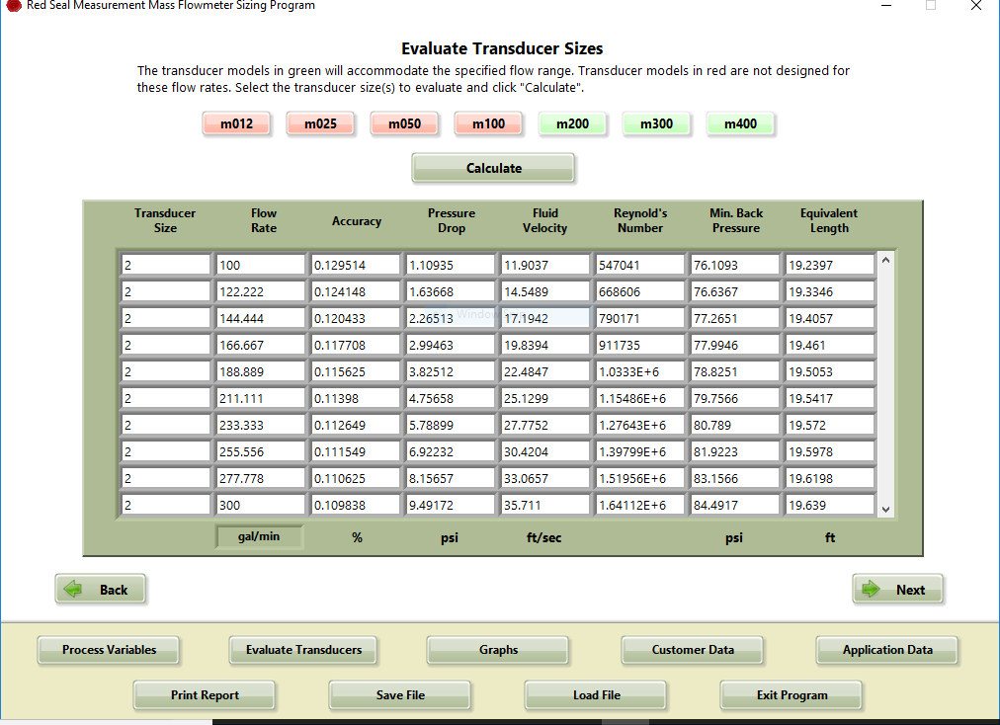 Red Seal Measurement Mass Flowmeter Sizing Program
Evaluate Transducer Sizes
The transducer models in green will accommodate the specified flow range. Transducer models in red are not designed for
these flow rates. Select the transducer size(s) to evaluate and click "Calculate".
m012 m025 m050 m100 m200 m300 m400
Calculate
Transducer Size Flow Rate Accuracy Pressure Drop Fluid Velocity Reynold's Number Min. Back Pressure Equivalent Length
2 100 0.129514 1.10935 11.9037 547041 76.1093 19.2397
2 122.222 0.124148 1.63668 14.5489 668606 76.6367 19.3346
2 144.444 0.120433 2.26513 17.1942 790171 77.2651 19.4057
2 166.667 0.117708 2.99463 19.8394 911735 77.9946 19.461
2 188.889 0.115625 3.82512 22.4847 1.0333E+6 78.8251 19.5053
2 211.111 0.11398 4.75658 25.1299 1.15486E+6 79.7566 19.5417
2 233.333 0.112649 5.78899 27.7752 1.27643E+6 80.789 19.572
2 255.556 0.111549 6.92232 30.4204 1.39799E+6 81.9223 19.5978
2 277.778 0.110625 8.15657 33.0657 1.51956E+6 83.1566 19.6198
2 300 0.109838 9.49172 35.711 1.64112E+6 84.4917 19.639
gal/min % psi ft/sec psi ft
Back Next
Process Variables Evaluate Transducers Graphs Customer Data Application Data
Print Report Save File Load File Exit Program